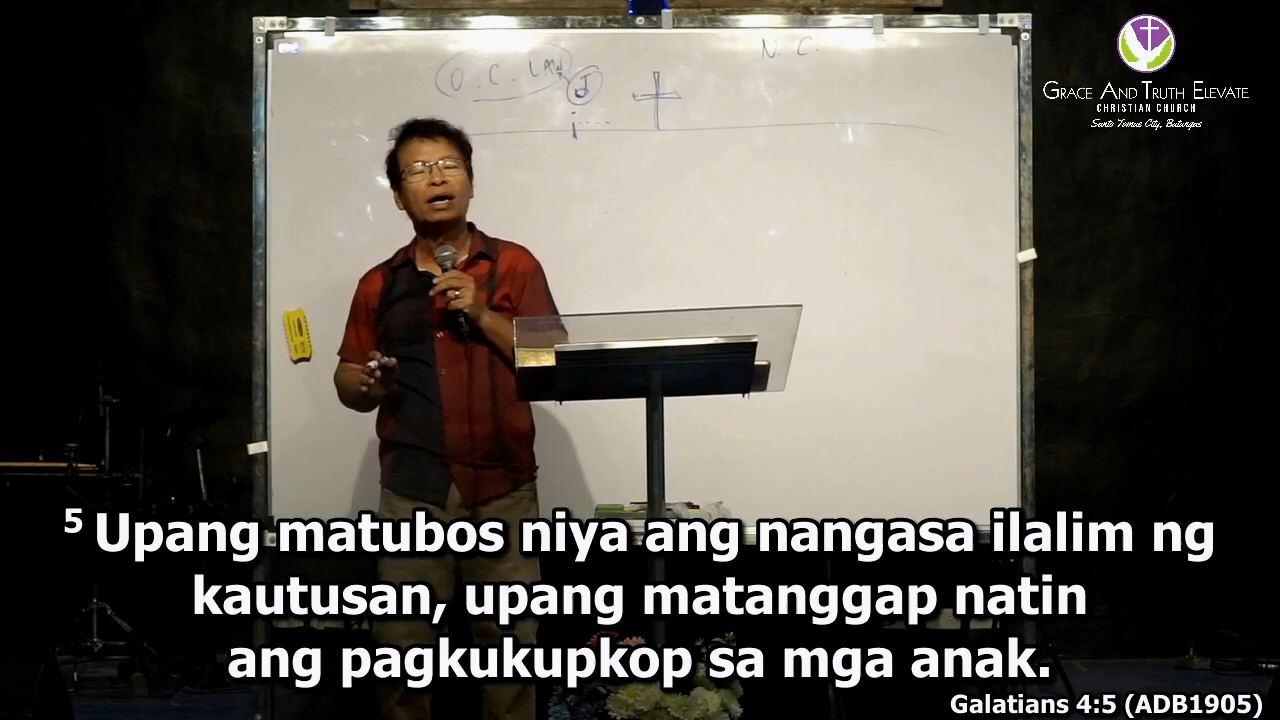 O.C. LAW
J
N. C.
GRACE AND TRUTH ELEVATE
CHRISTIAN CHURCH
Santo Tomas City, Batangas
5 Upang matubos niya ang nangasa ilalim ng
kautusan, upang matanggap natin
ang pagkukupkop sa mga anak.
Galatians 4:5 (ADB1905)